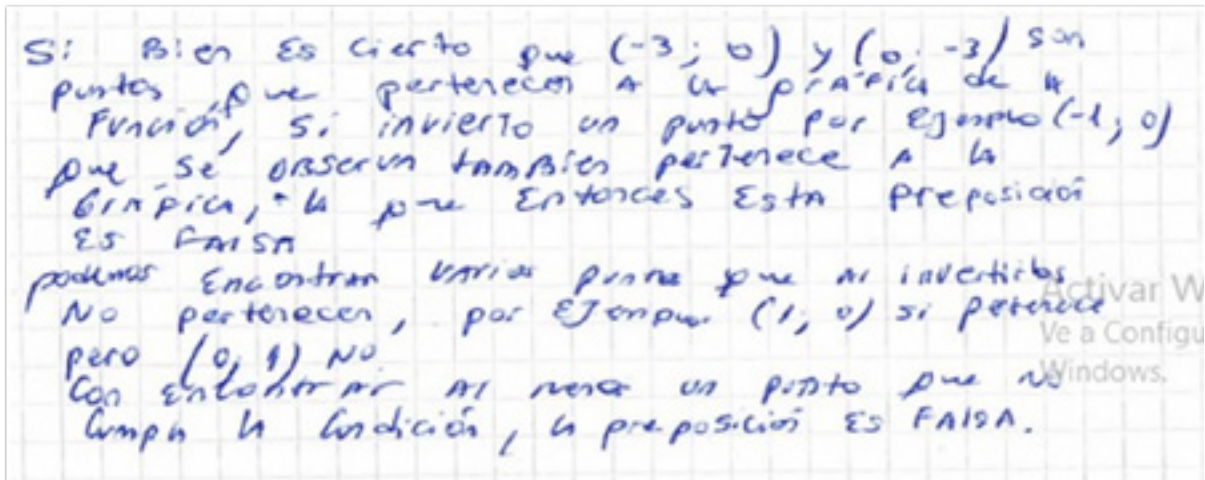 Si Bien Es cierto que (-3; 0) y (0; -3) son
puntos que pertenecen A la gráfica de la
Función, Si invierto un punto por Ejemplo (-1; 0)
que se observa también pertenece A la
Gráfica, la que Entonces Esta preposición
Es FALSA
podemos Encontrar varios que al invertirlos
No pertenecen, por Ejemplo (1; 0) si petenece
pero (0; 1) No
Con encontrar Al menos un punto que No
Cumpla la Condición, la preposición Es FALSA.
Activar W
Ve a Configu
Windows.